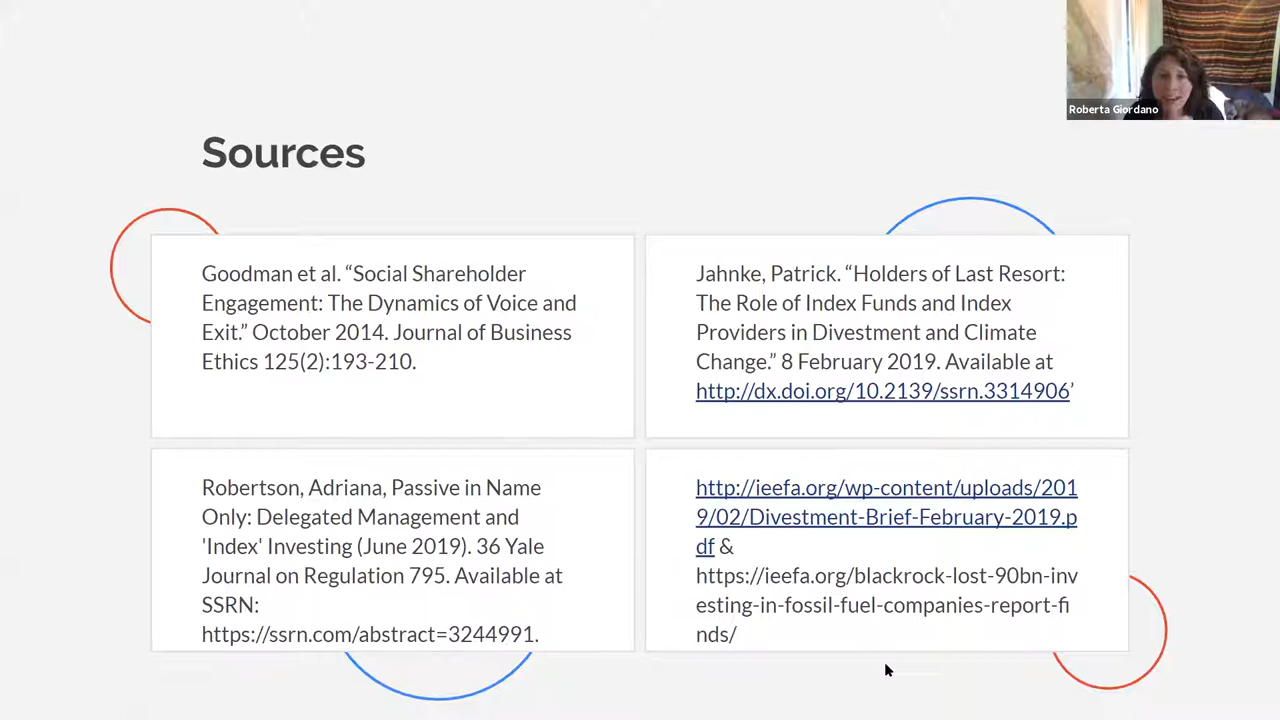 Roberta Giordano
Sources
Goodman et al. “Social Shareholder
Engagement: The Dynamics of Voice and
Exit.” October 2014. Journal of Business
Ethics 125(2):193-210.
Jahnke, Patrick. “Holders of Last Resort:
The Role of Index Funds and Index
Providers in Divestment and Climate
Change.” 8 February 2019. Available at
http://dx.doi.org/10.2139/ssrn.3314906’
Robertson, Adriana, Passive in Name
Only: Delegated Management and
'Index' Investing (June 2019). 36 Yale
Journal on Regulation 795. Available at
SSRN:
https://ssrn.com/abstract=3244991.
http://ieefa.org/wp-content/uploads/201
9/02/Divestment-Brief-February-2019.p
df &
https://ieefa.org/blackrock-lost-90bn-inv
esting-in-fossil-fuel-companies-report-fi
nds/